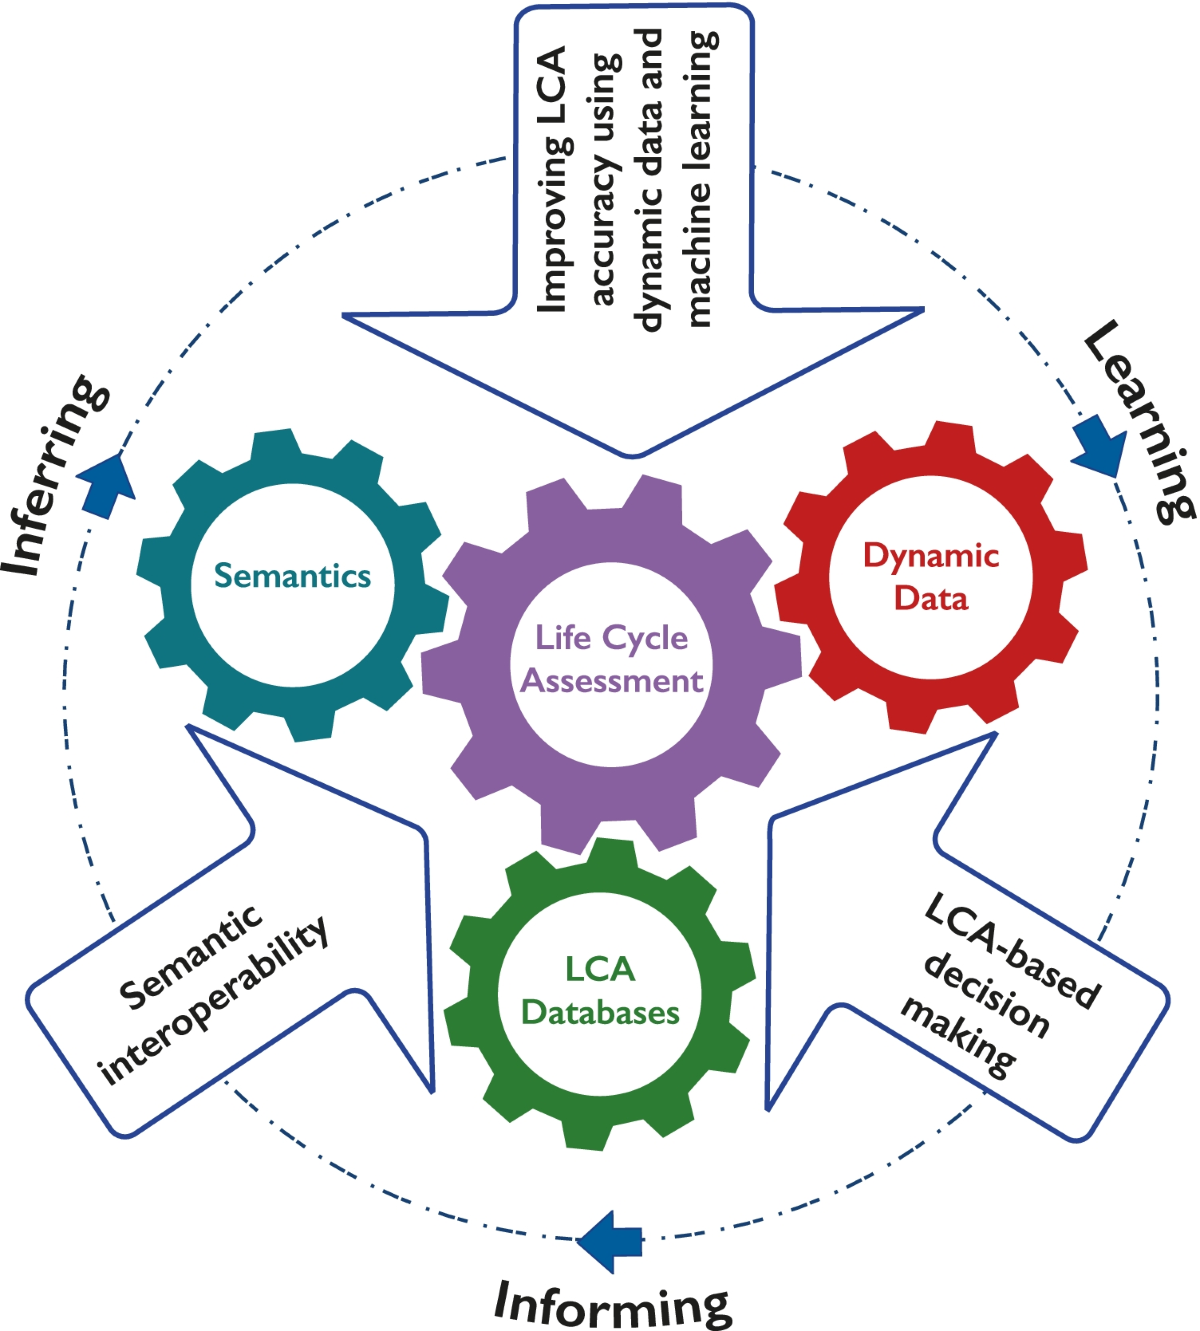 Improving LCA
accuracy using
dynamic data and
machine learning
Inferring
Learning
Semantics
Dynamic
Data
Life Cycle
Assessment
LCA
Databases
Semantic
interoperability
LCA-based
decision
making
Informing